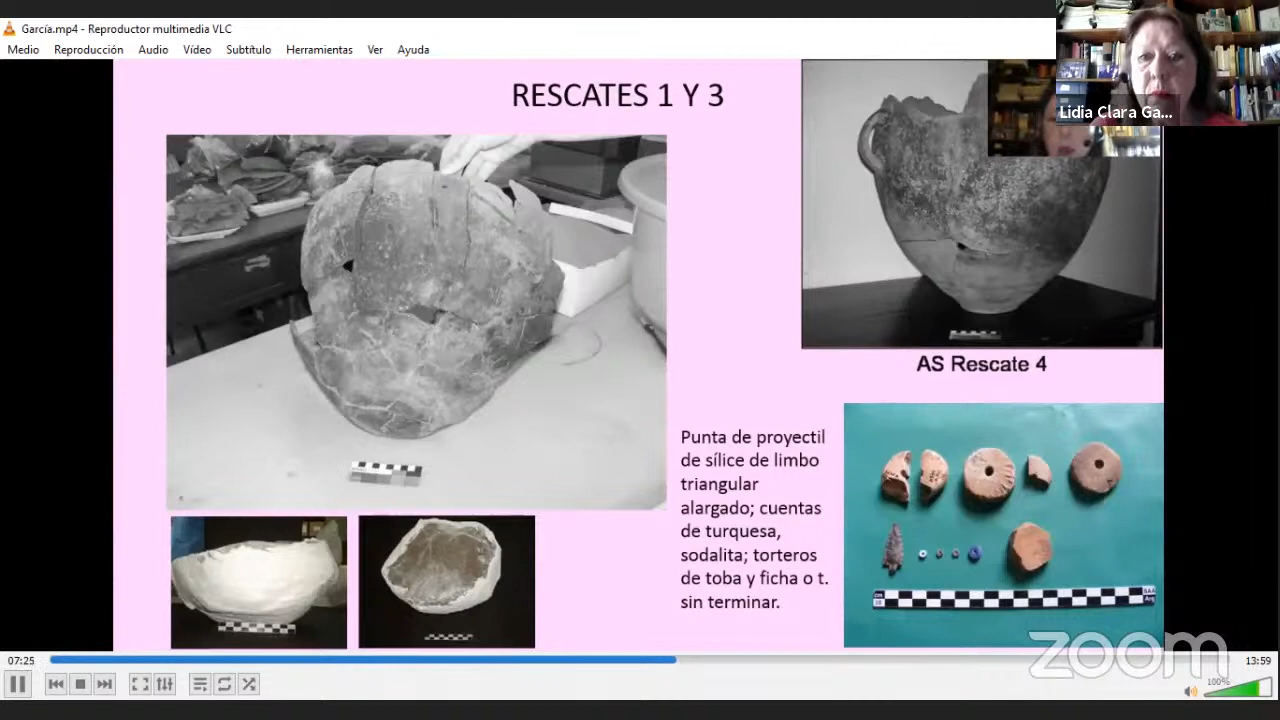 García.mp4 - Reproductor multimedia VLC
Medio Reproducción Audio Vídeo Subtítulo Herramientas Ver Ayuda
Lidia Clara Ga...
RESCATES 1 Y 3
AS Rescate 4
Punta de proyectil
de sílice de limbo
triangular
alargado; cuentas
de turquesa,
sodalita; torteros
de toba y ficha o t.
sin terminar.
zoom
07:25
13:59
100%